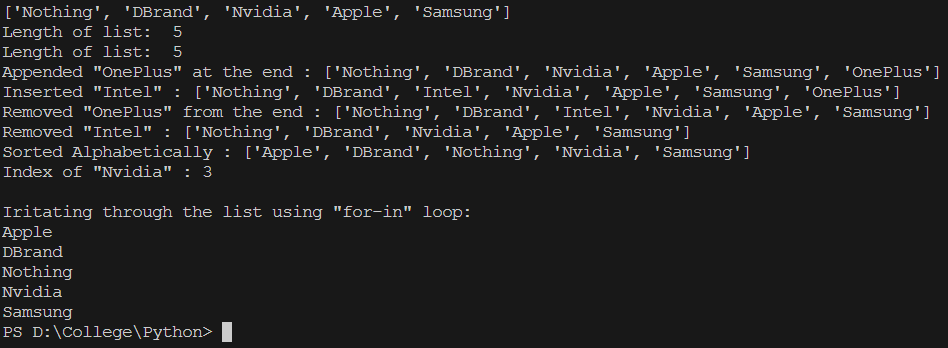 ['Nothing', 'DBrand', 'Nvidia', 'Apple', 'Samsung']
Length of list:  5
Length of list:  5
Appended "OnePlus" at the end : ['Nothing', 'DBrand', 'Nvidia', 'Apple', 'Samsung', 'OnePlus']
Inserted "Intel" : ['Nothing', 'DBrand', 'Intel', 'Nvidia', 'Apple', 'Samsung', 'OnePlus']
Removed "OnePlus" from the end : ['Nothing', 'DBrand', 'Intel', 'Nvidia', 'Apple', 'Samsung']
Removed "Intel" : ['Nothing', 'DBrand', 'Nvidia', 'Apple', 'Samsung']
Sorted Alphabetically : ['Apple', 'DBrand', 'Nothing', 'Nvidia', 'Samsung']
Index of "Nvidia" : 3
Iritating through the list using "for-in" loop:
Apple
DBrand
Nothing
Nvidia
Samsung
PS D:\College\Python>